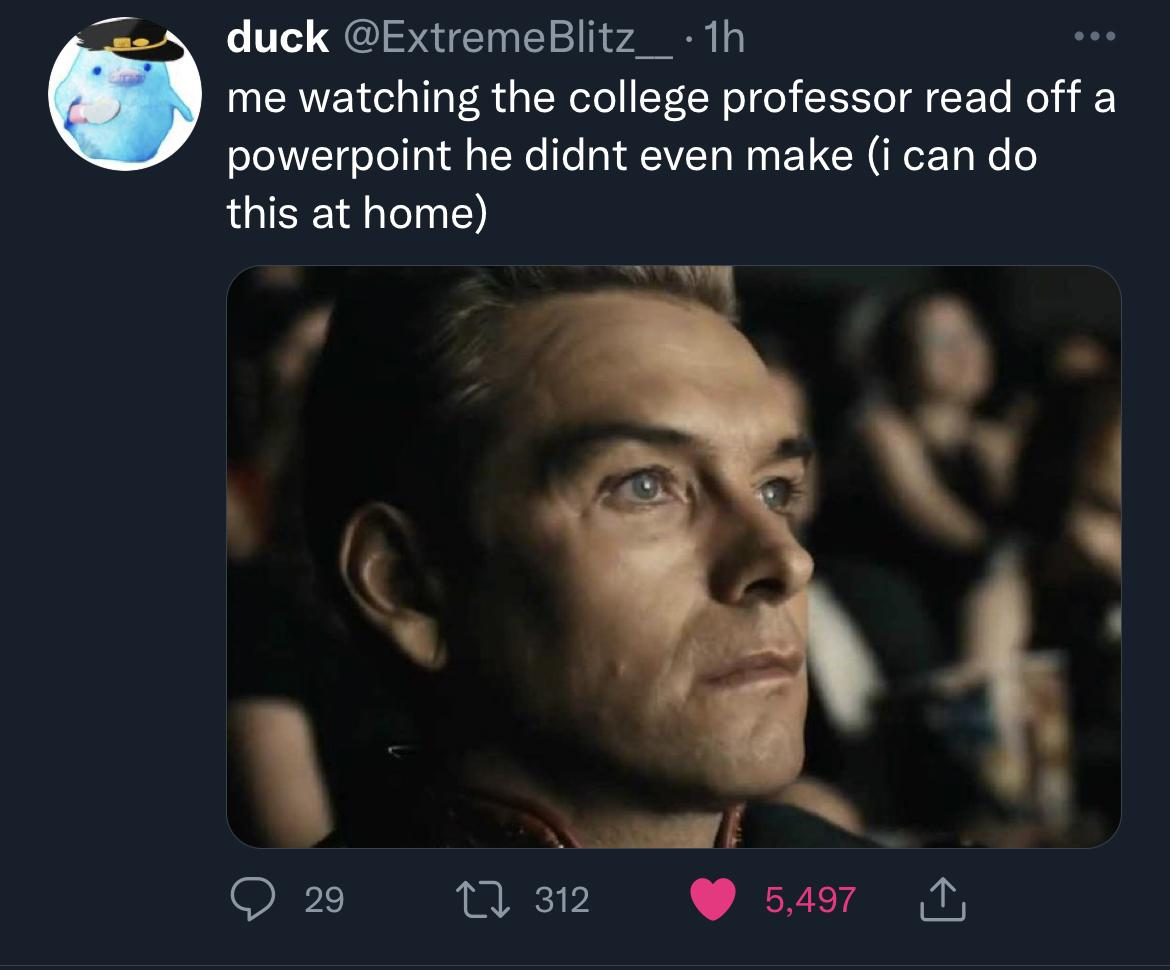 duck @ExtremeBlitz__ · 1h
me watching the college professor read off a
powerpoint he didnt even make (i can do
this at home)
29 312 5,497